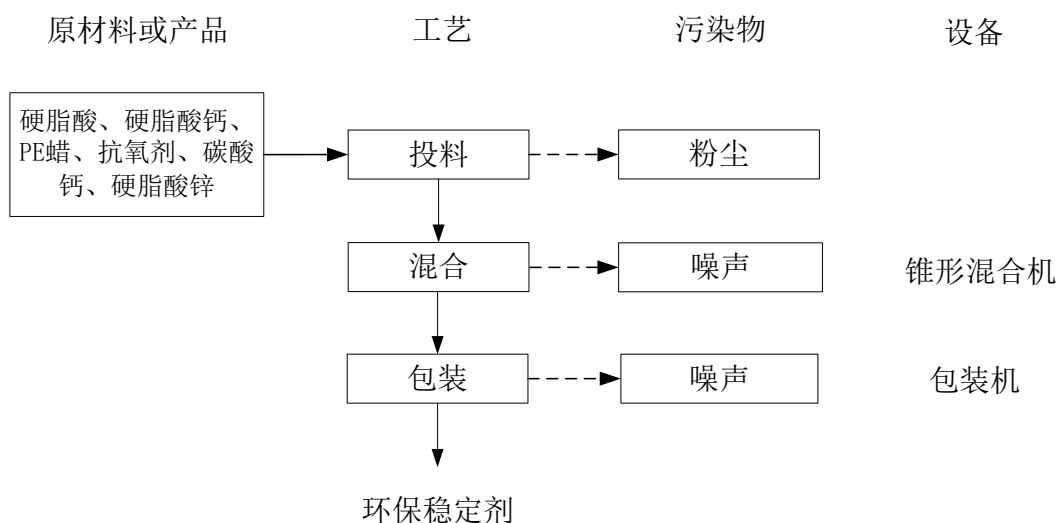 原材料或产品
工艺
污染物
设备
硬脂酸、硬脂酸钙、
PE蜡、抗氧剂、碳酸
钙、硬脂酸锌
投料
粉尘
混合
噪声
锥形混合机
包装
噪声
包装机
环保稳定剂